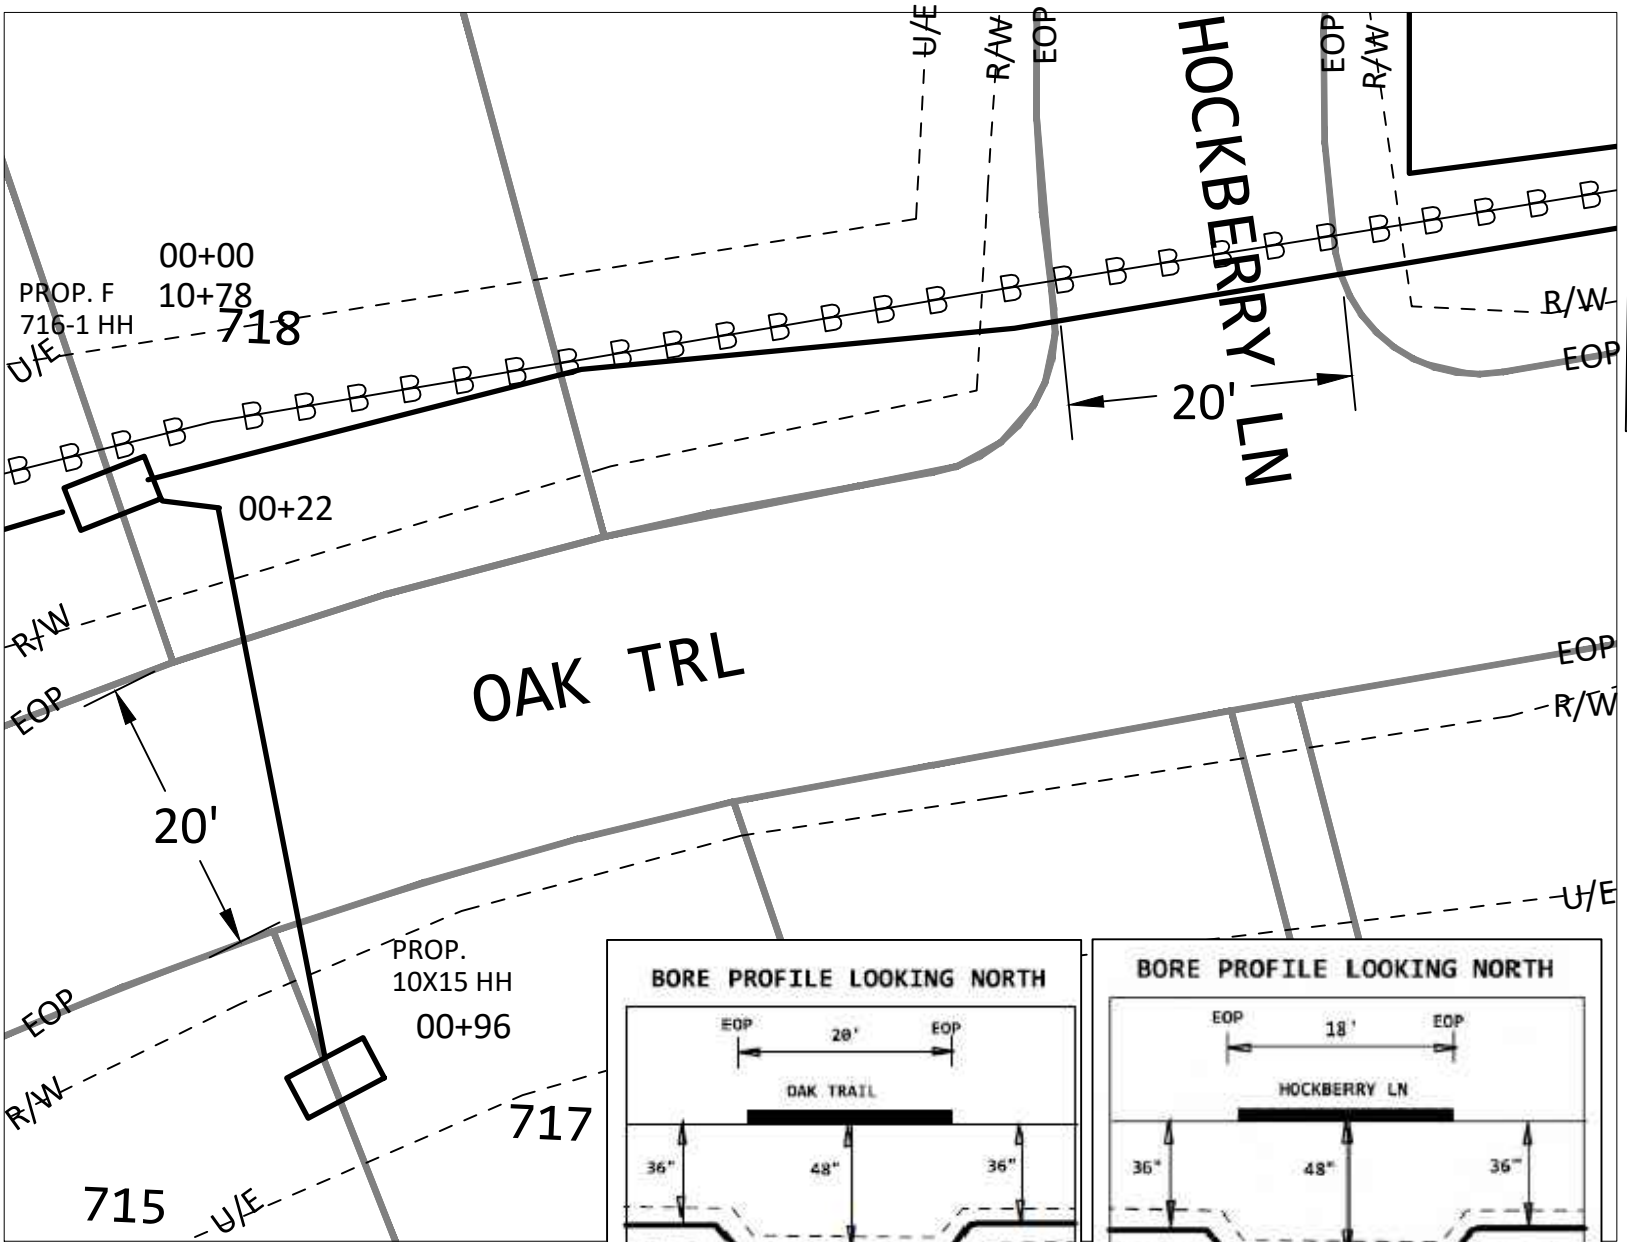 U/E
R/W
EOP
HOCKBERRY LN
EOP
R/W
00+00
10+78
PROP. F
716-1 HH
718
U/E
B B B B B B B B B B B B B B B B B B B B B B B B B B B B B B
R/W
EOP
20'
00+22
R/W
OAK TRL
EOP
R/W
EOP
20'
U/E
PROP.
10X15 HH
00+96
EOP
R/W
717
715
U/E
BORE PROFILE LOOKING NORTH
EOP 20' EOP
OAK TRAIL
36" 48" 36"
BORE PROFILE LOOKING NORTH
EOP 18' EOP
HOCKBERRY LN
36" 48" 36"